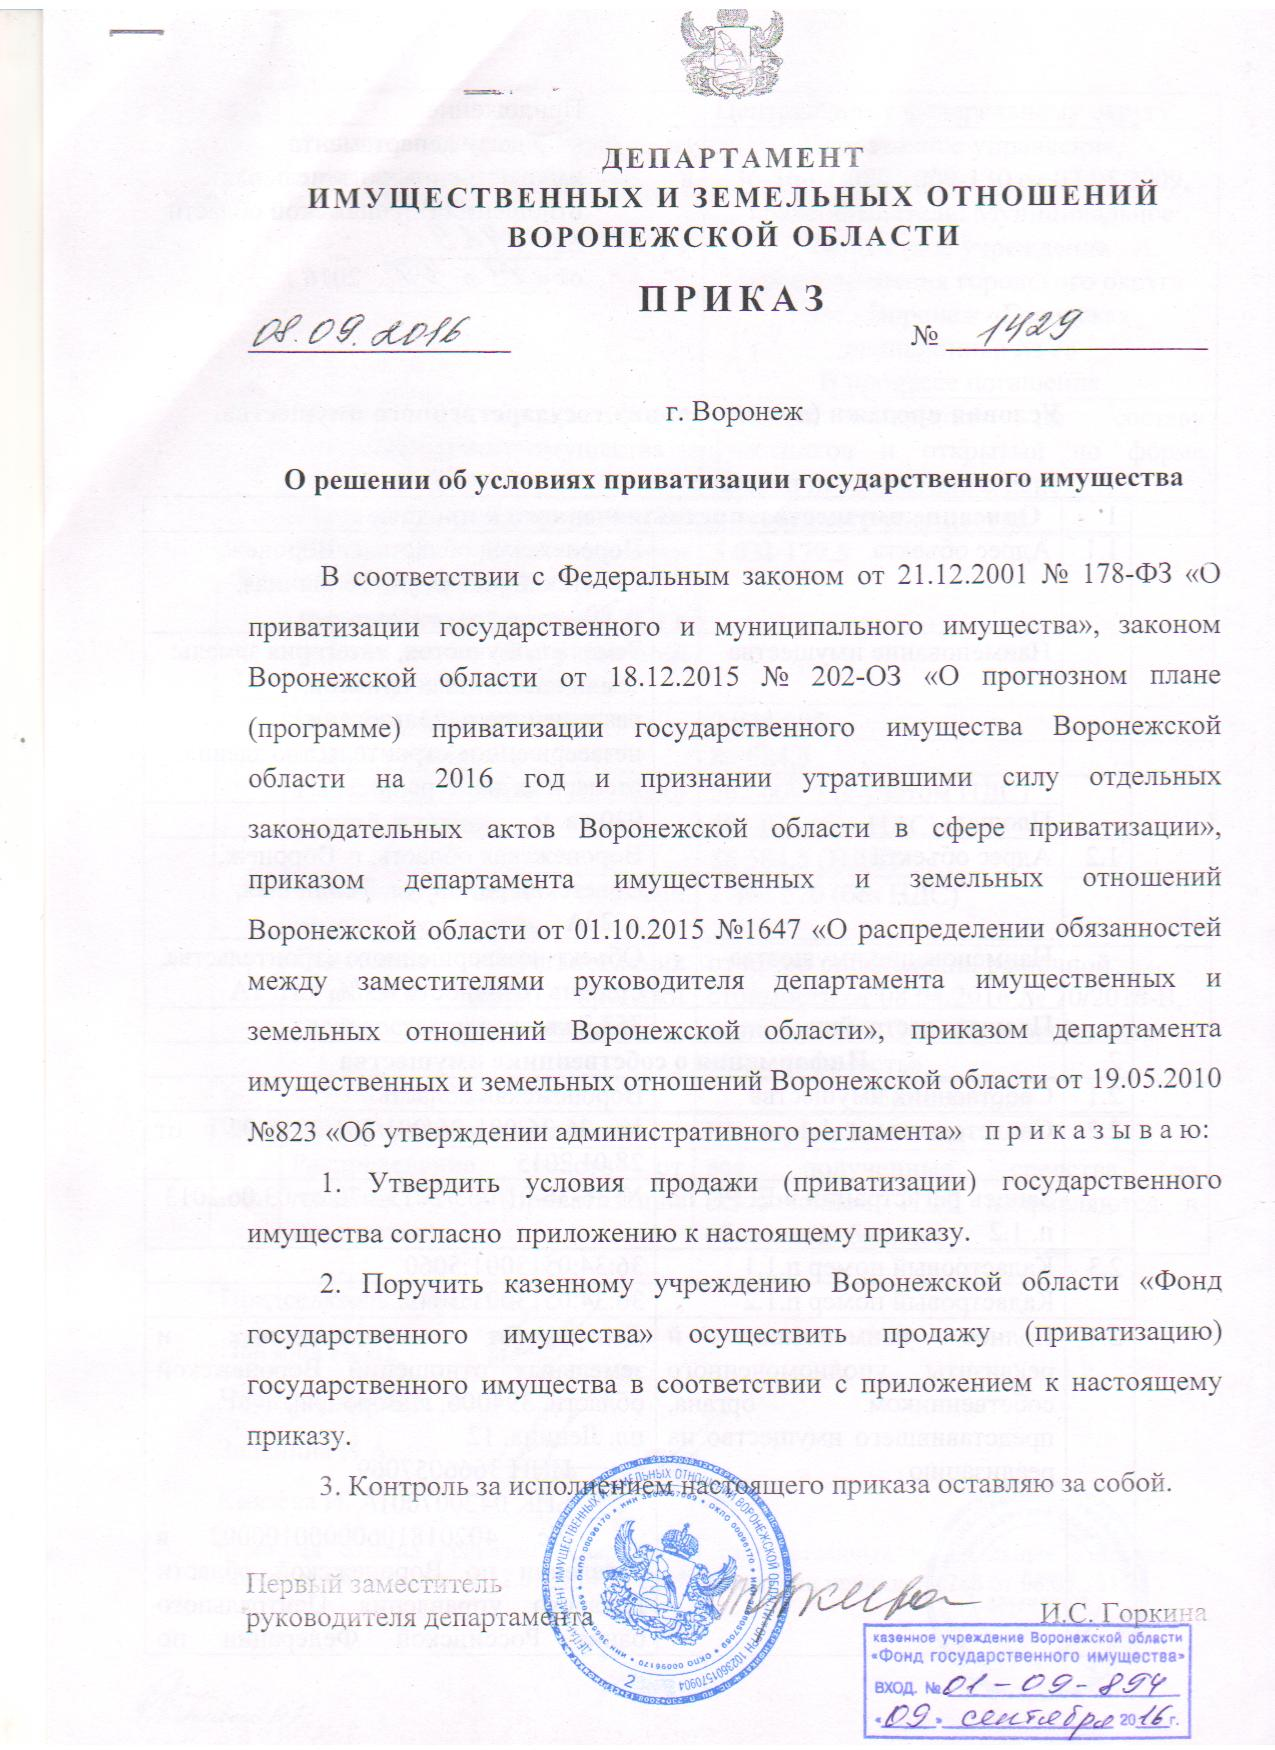 ДЕПАРТАМЕНТ
ИМУЩЕСТВЕННЫХ И ЗЕМЕЛЬНЫХ ОТНОШЕНИЙ
ВОРОНЕЖСКОЙ ОБЛАСТИ
ПРИКАЗ
08.09.2016 № 1429
г. Воронеж
О решении об условиях приватизации государственного имущества
В соответствии с Федеральным законом от 21.12.2001 № 178-ФЗ «О
приватизации государственного и муниципального имущества», законом
Воронежской области от 18.12.2015 № 202-ОЗ «О прогнозном плане
(программе) приватизации государственного имущества Воронежской
области на 2016 год и признании утратившими силу отдельных
законодательных актов Воронежской области в сфере приватизации»,
приказом департамента имущественных и земельных отношений
Воронежской области от 01.10.2015 №1647 «О распределении обязанностей
между заместителями руководителя департамента имущественных и
земельных отношений Воронежской области», приказом департамента
имущественных и земельных отношений Воронежской области от 19.05.2010
№823 «Об утверждении административного регламента» п р и к а з ы в а ю:
1. Утвердить условия продажи (приватизации) государственного
имущества согласно приложению к настоящему приказу.
2. Поручить казенному учреждению Воронежской области «Фонд
государственного имущества» осуществить продажу (приватизацию)
государственного имущества в соответствии с приложением к настоящему
приказу.
3. Контроль за исполнением настоящего приказа оставляю за собой.
Первый заместитель
руководителя департамента И.С. Горкина
казенное учреждение Воронежской области
«Фонд государственного имущества»
ВХОД. № 01-09-894
«09» сентября 2016 г.